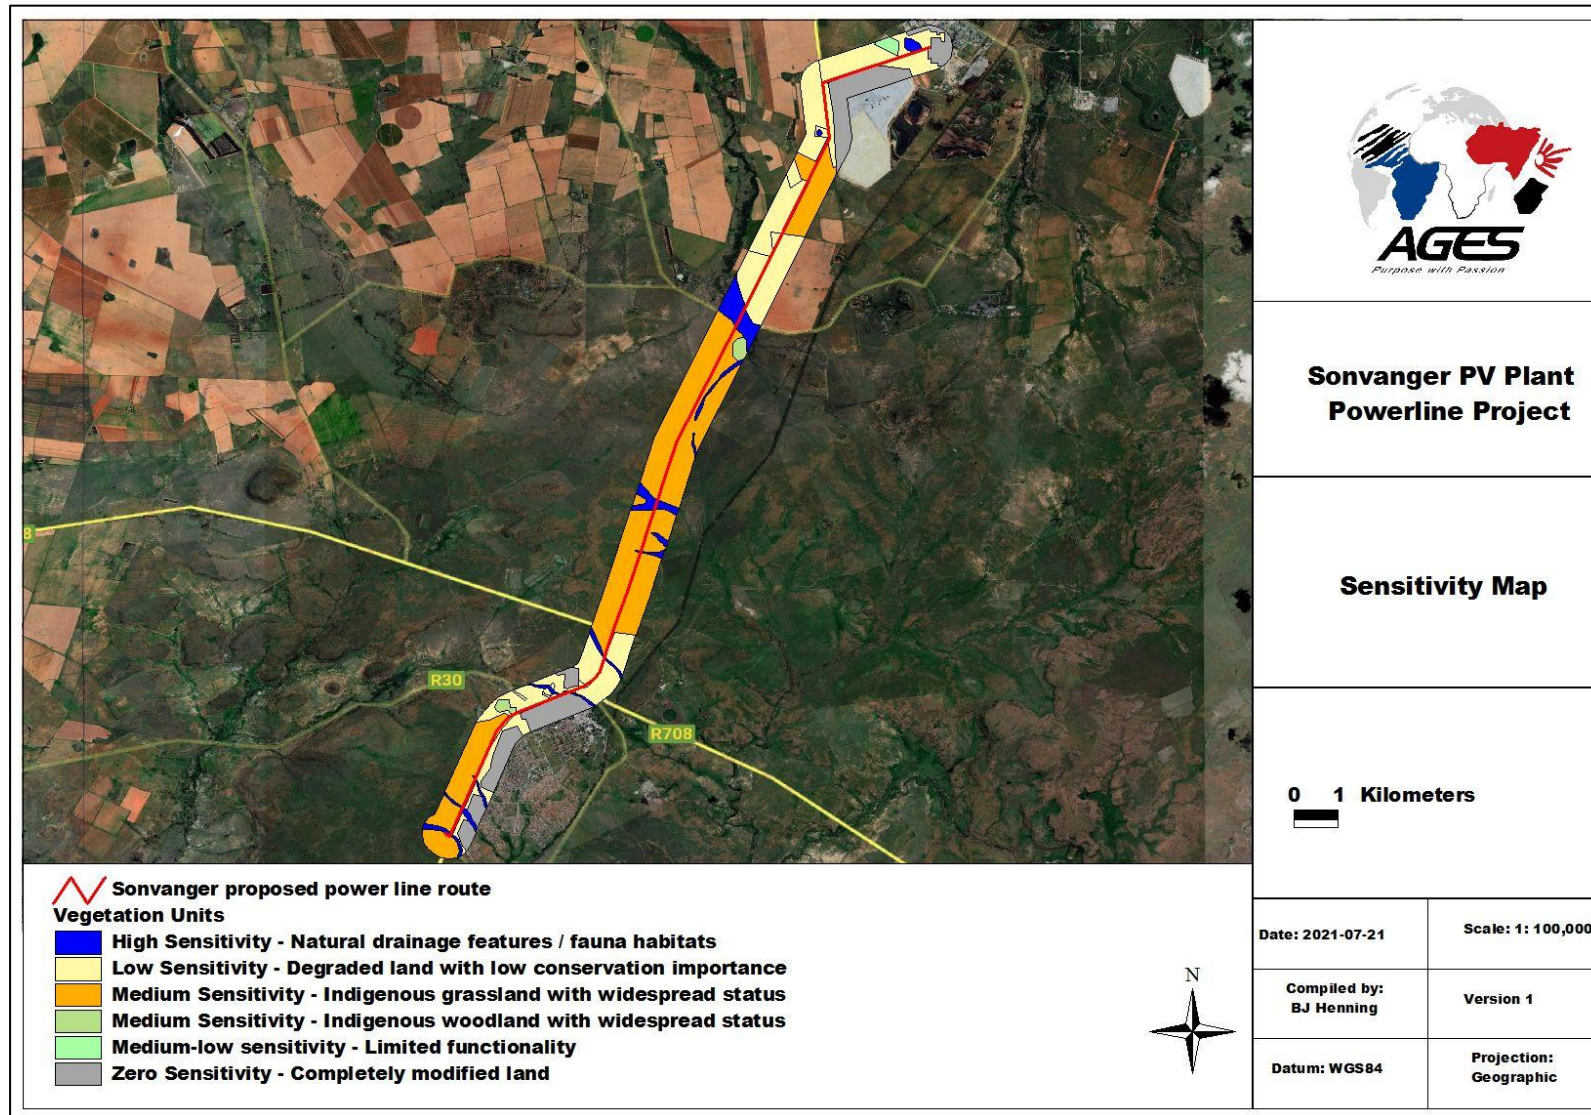 8
R30
R708
AGES
Purpose with Passion
Sonvanger PV Plant
Powerline Project
Sensitivity Map
0 1 Kilometers
Date: 2021-07-21
Scale: 1: 100,000
Compiled by:
BJ Henning
Version 1
Datum: WGS84
Projection:
Geographic
Sonvanger proposed power line route
Vegetation Units
High Sensitivity - Natural drainage features / fauna habitats
Low Sensitivity - Degraded land with low conservation importance
Medium Sensitivity - Indigenous grassland with widespread status
Medium Sensitivity - Indigenous woodland with widespread status
Medium-low sensitivity - Limited functionality
Zero Sensitivity - Completely modified land
N